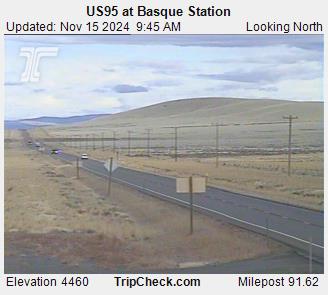 US95 at Basque Station
Updated: Nov 15 2024 9:45 AM Looking North
Elevation 4460 TripCheck.com Milepost 91.62